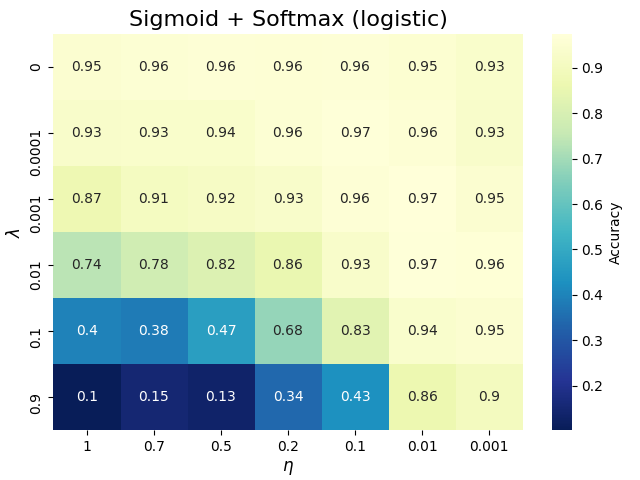 Sigmoid + Softmax (logistic)
0 0.95 0.96 0.96 0.96 0.96 0.95 0.93
0.0001 0.93 0.93 0.94 0.96 0.97 0.96 0.93
0.001 0.87 0.91 0.92 0.93 0.96 0.97 0.95
0.01 0.74 0.78 0.82 0.86 0.93 0.97 0.96
0.1 0.4 0.38 0.47 0.68 0.83 0.94 0.95
0.9 0.1 0.15 0.13 0.34 0.43 0.86 0.9
1 0.7 0.5 0.2 0.1 0.01 0.001
λ
η
0.9
0.8
0.7
0.6
0.5
0.4
0.3
0.2
Accuracy